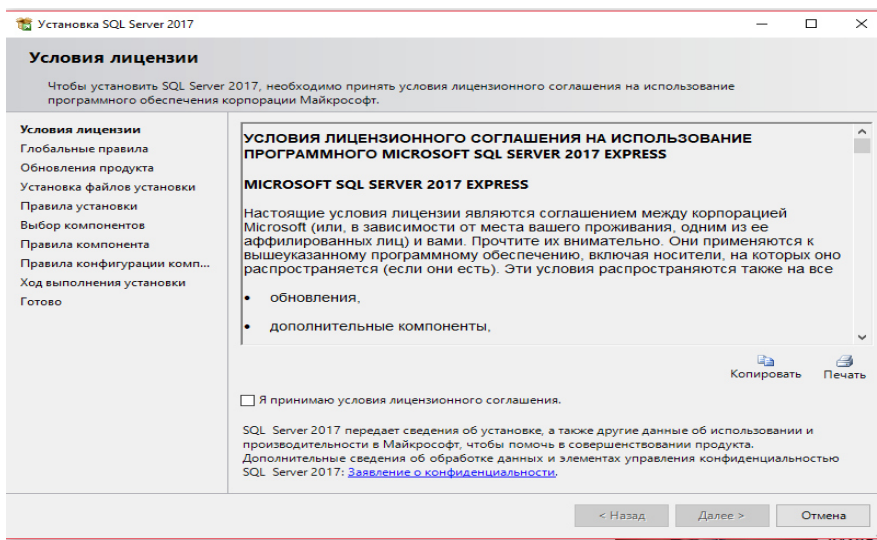 Установка SQL Server 2017
Условия лицензии
Чтобы установить SQL Server 2017, необходимо принять условия лицензионного соглашения на использование
программного обеспечения корпорации Майкрософт.
Условия лицензии
Глобальные правила
Обновления продукта
Установка файлов установки
Правила установки
Выбор компонентов
Правила компонента
Правила конфигурации комп...
Ход выполнения установки
Готово
УСЛОВИЯ ЛИЦЕНЗИОННОГО СОГЛАШЕНИЯ НА ИСПОЛЬЗОВАНИЕ
ПРОГРАММНОГО MICROSOFT SQL SERVER 2017 EXPRESS
MICROSOFT SQL SERVER 2017 EXPRESS
Настоящие условия лицензии являются соглашением между корпорацией
Microsoft (или, в зависимости от места вашего проживания, одним из ее
аффилированных лиц) и вами. Прочтите их внимательно. Они применяются к
вышеуказанному программному обеспечению, включая носители, на которых оно
распространяется (если они есть). Эти условия распространяются также на все
• обновления,
• дополнительные компоненты,
Копировать Печать
Я принимаю условия лицензионного соглашения.
SQL Server 2017 передает сведения об установке, а также другие данные об использовании и
производительности в Майкрософт, чтобы помочь в совершенствовании продукта.
Дополнительные сведения об обработке данных и элементах управления конфиденциальностью
SQL Server 2017: Заявление о конфиденциальности.
< Назад Далее > Отмена